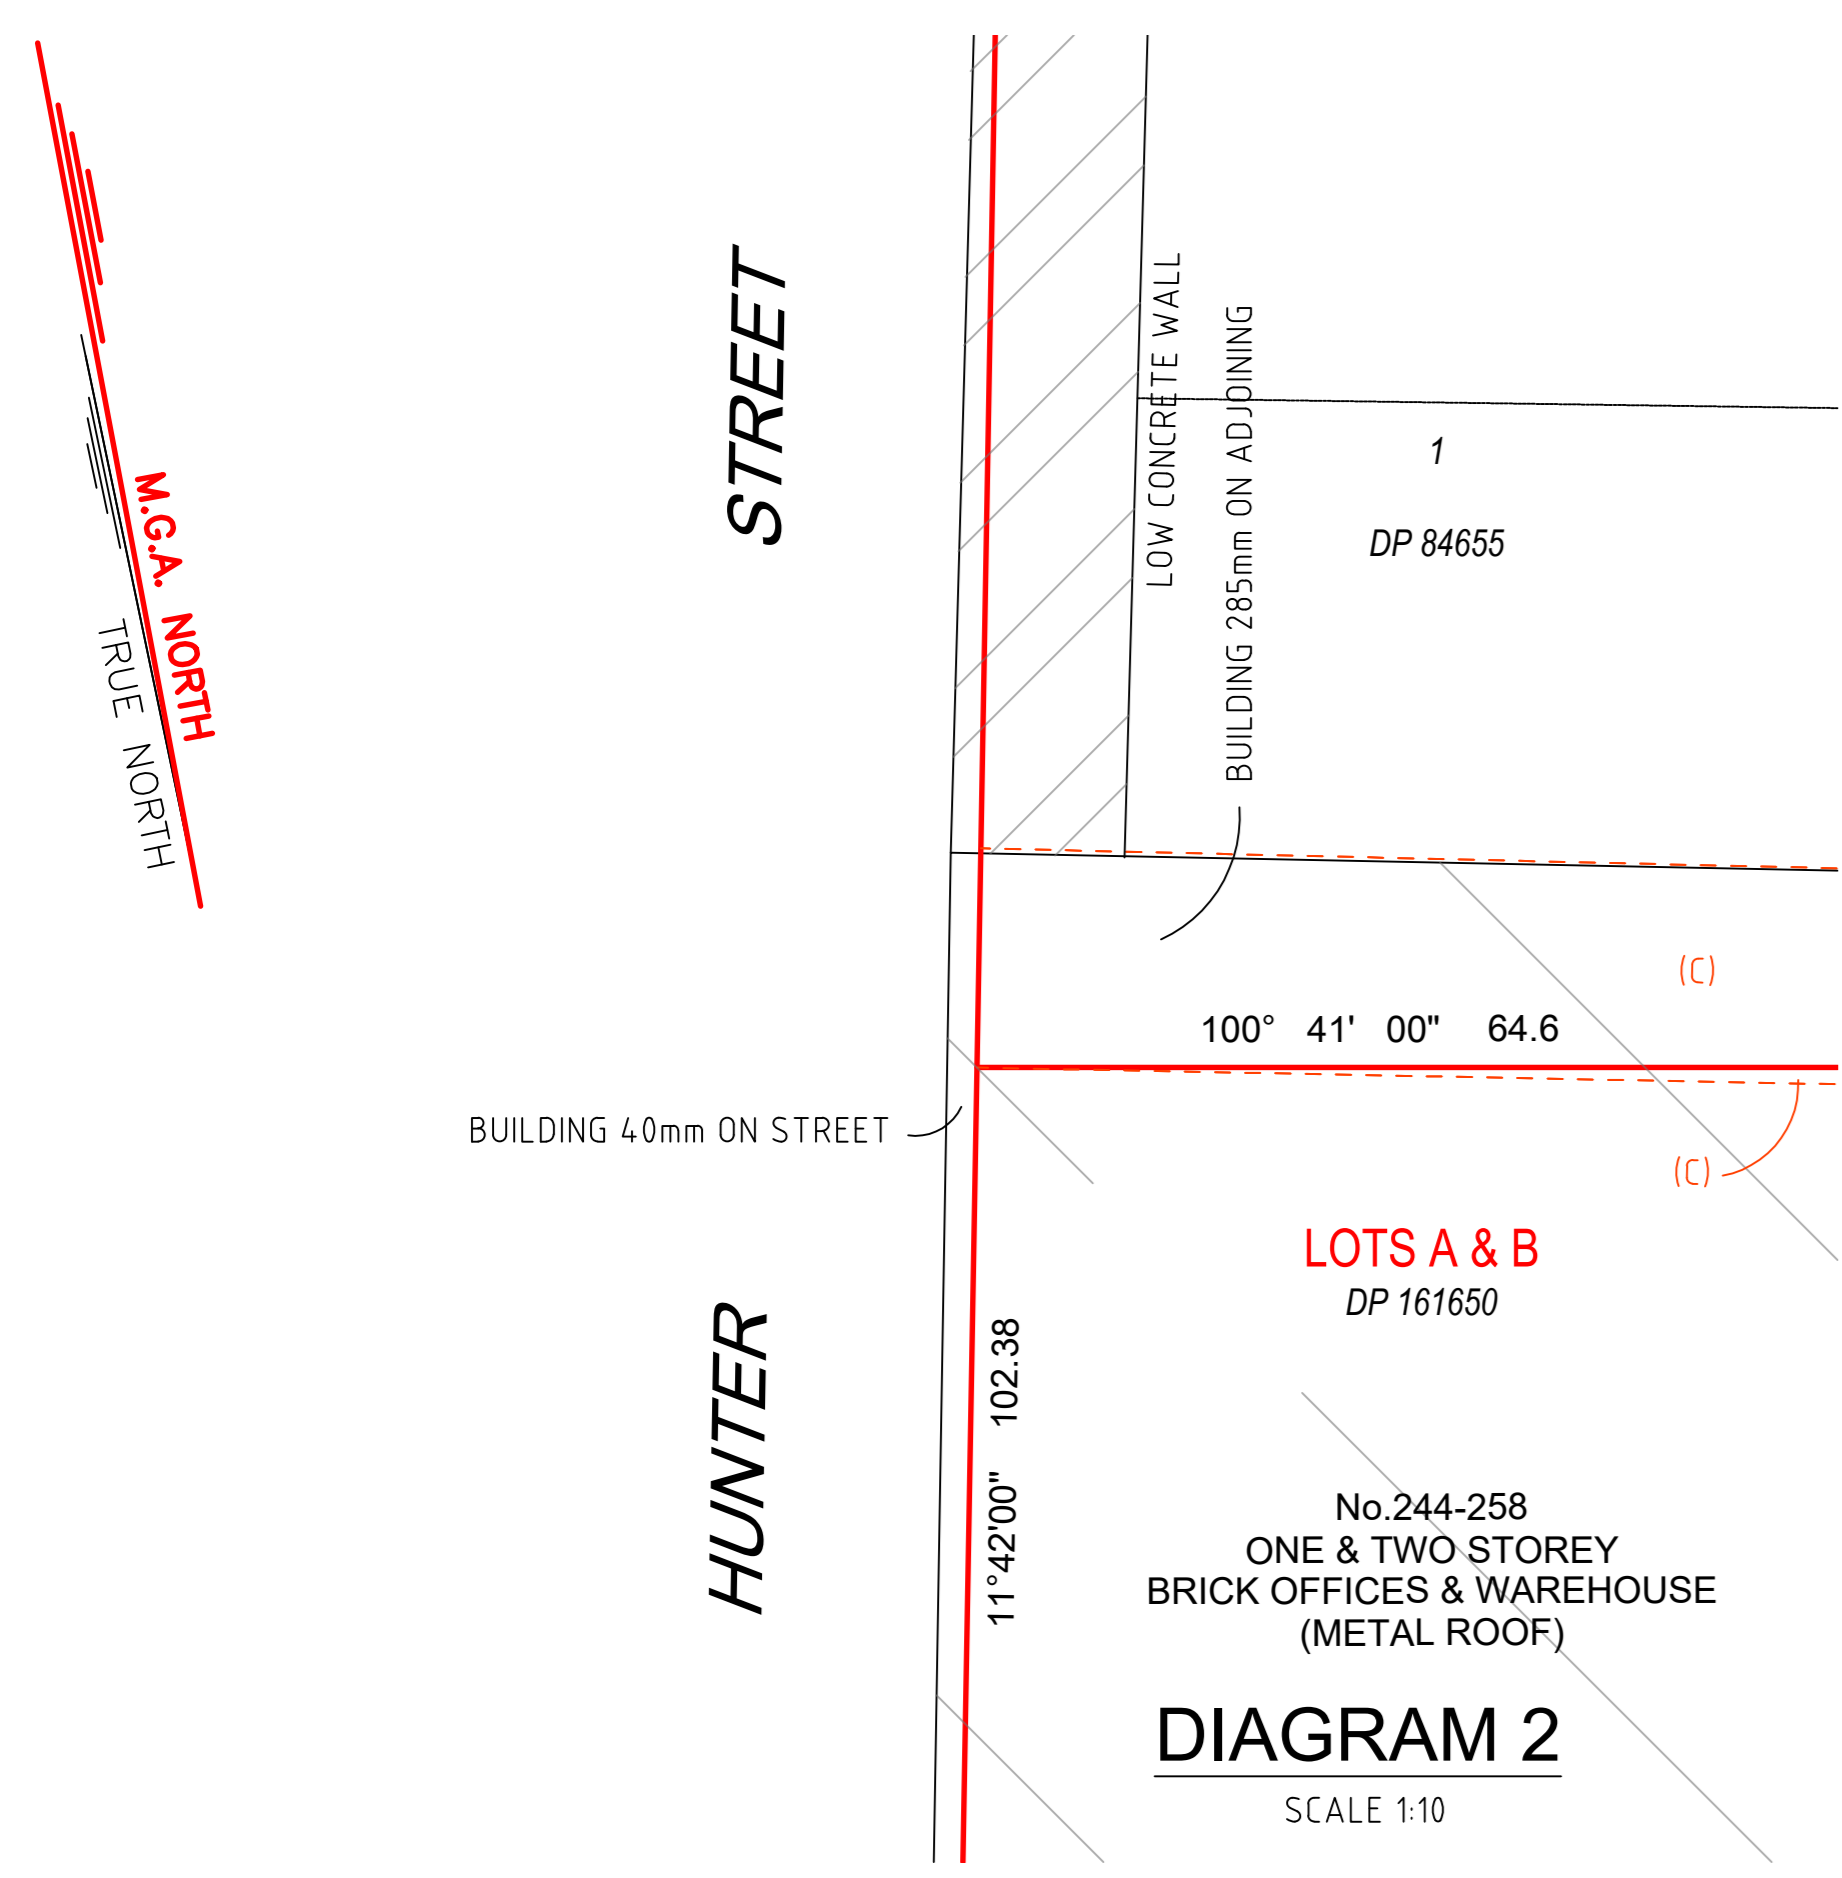 M.G.A. NORTH
TRUE NORTH
HUNTER STREET
LOW CONCRETE WALL
BUILDING 285mm ON ADJOINING
1
DP 84655
(C)
100° 41' 00" 64.6
BUILDING 40mm ON STREET
(C)
LOTS A & B
DP 161650
11°42'00" 102.38
No.244-258
ONE & TWO STOREY
BRICK OFFICES & WAREHOUSE
(METAL ROOF)
DIAGRAM 2
SCALE 1:10